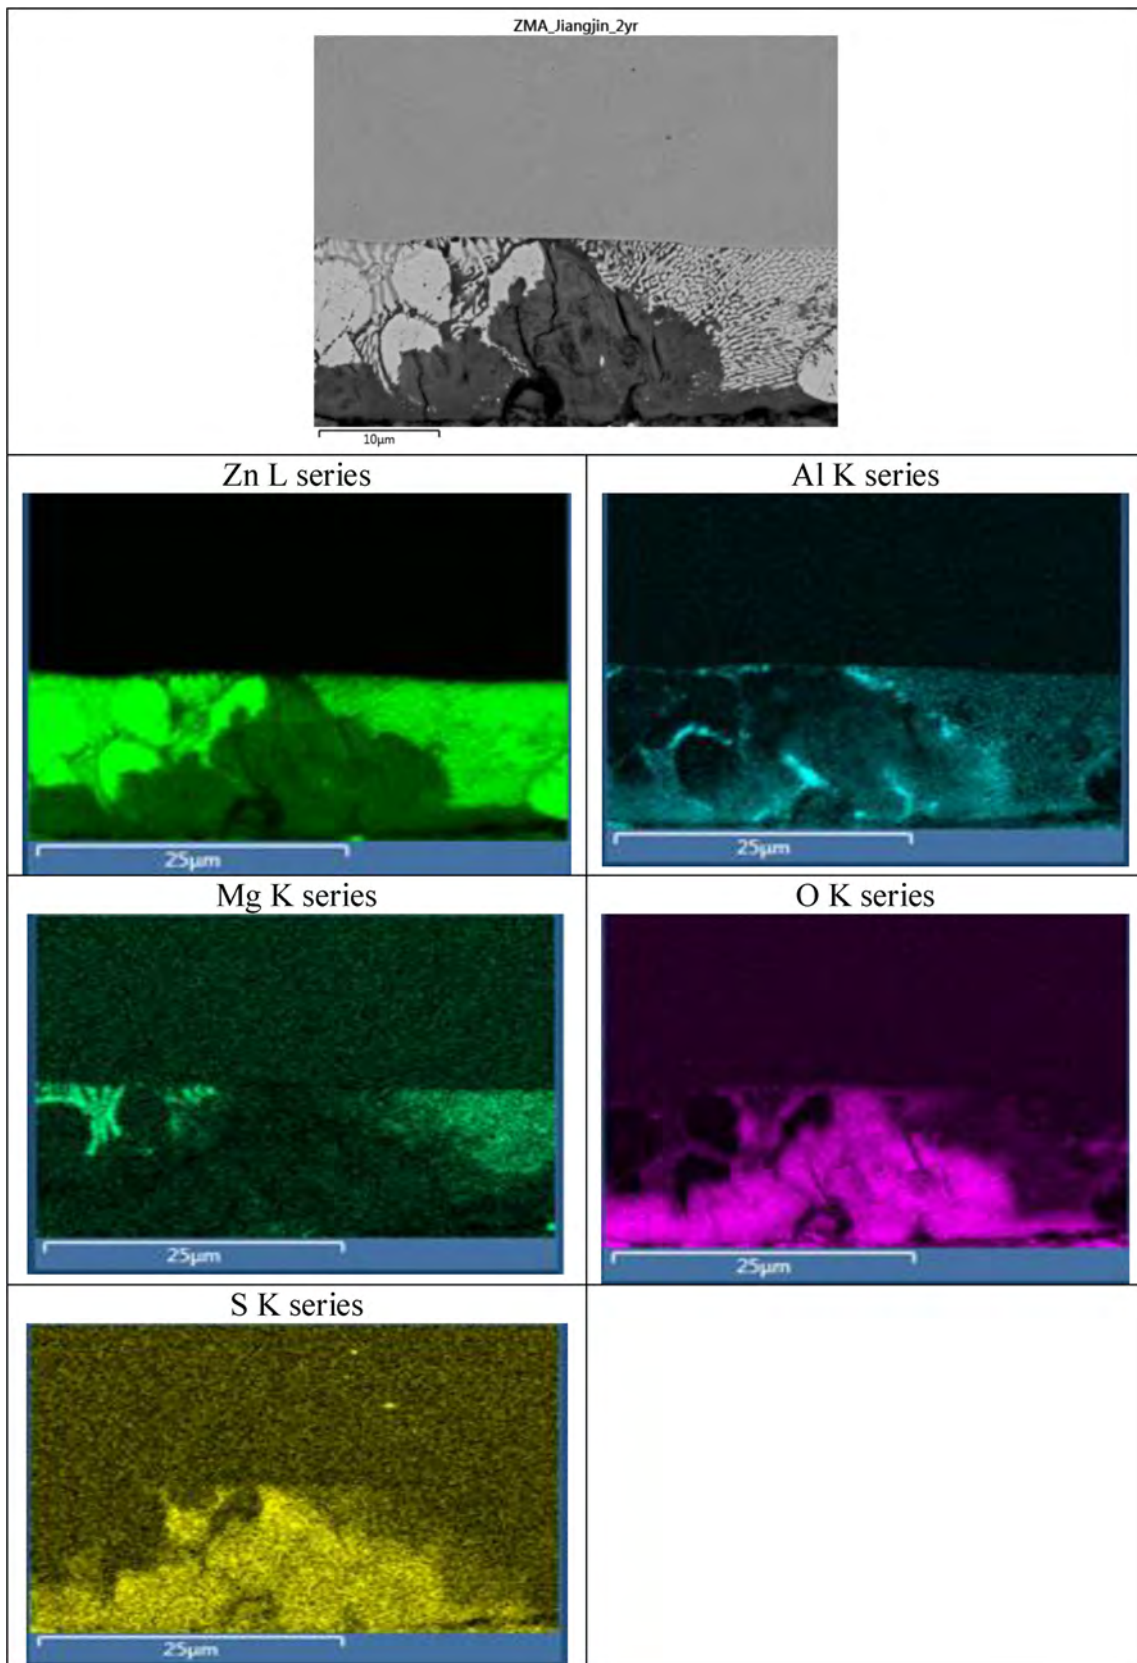 ZMA_Jiangjin_2yr
10µm
Zn L series
Al K series
25µm
25µm
Mg K series
O K series
25µm
25µm
S K series
25µm